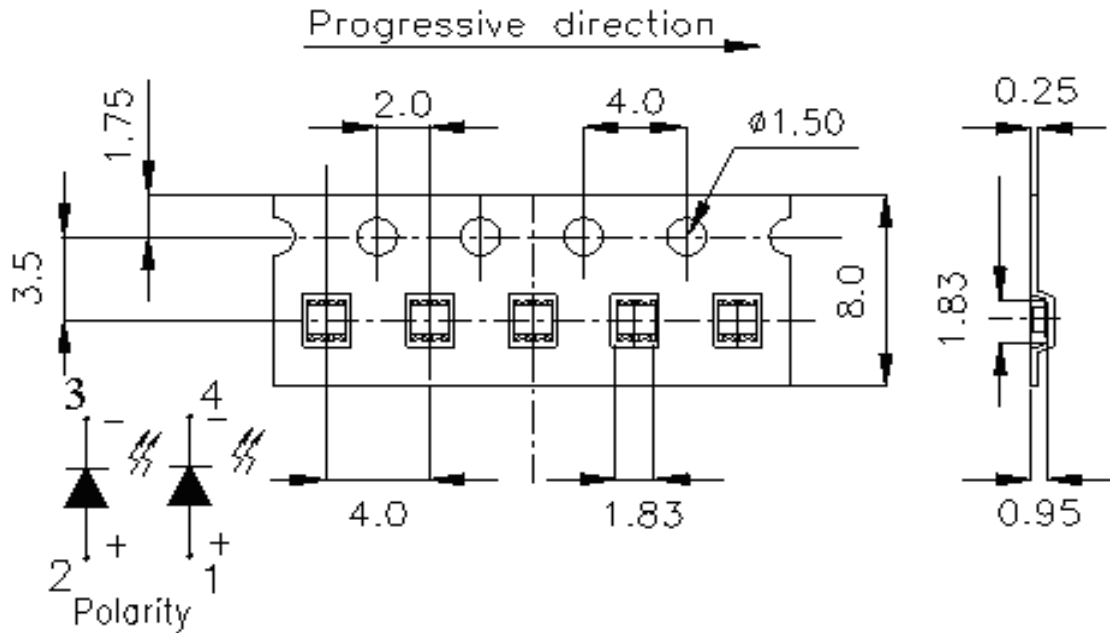 Progressive direction
2.0 4.0 ø1.50 0.25
1.75
3.5
8.0
1.83
3 4
− −
4.0 1.83 0.95
+ +
2 1
Polarity